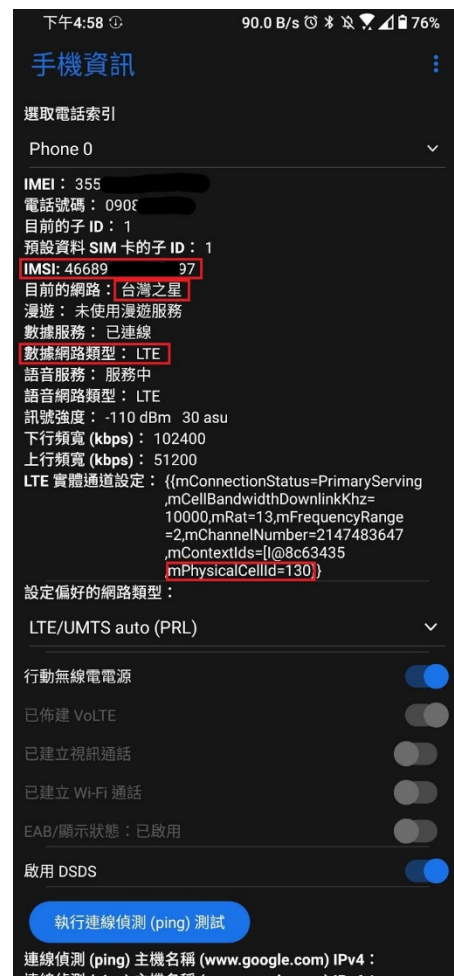 下午4:58
90.0 B/s
76%
手機資訊
選取電話索引
Phone 0
IMEI： 355
電話號碼： 0908
目前的子 ID： 1
預設資料 SIM 卡的子 ID： 1
IMSI: 46689 97
目前的網路： 台灣之星
漫遊： 未使用漫遊服務
數據服務： 已連線
數據網路類型： LTE
語音服務： 服務中
語音網路類型： LTE
訊號強度： -110 dBm 30 asu
下行頻寬 (kbps)： 102400
上行頻寬 (kbps)： 51200
LTE 實體通道設定： {{mConnectionStatus=PrimaryServing
,mCellBandwidthDownlinkKhz=
10000,mRat=13,mFrequencyRange
=2,mChannelNumber=2147483647
,mContextIds=[I@8c63435
,mPhysicalCellId=130}}
設定偏好的網路類型：
LTE/UMTS auto (PRL)
行動無線電電源
已佈建 VoLTE
已建立視訊通話
已建立 Wi-Fi 通話
EAB/顯示狀態：已啟用
啟用 DSDS
執行連線偵測 (ping) 測試
連線偵測 (ping) 主機名稱 (www.google.com) IPv4：